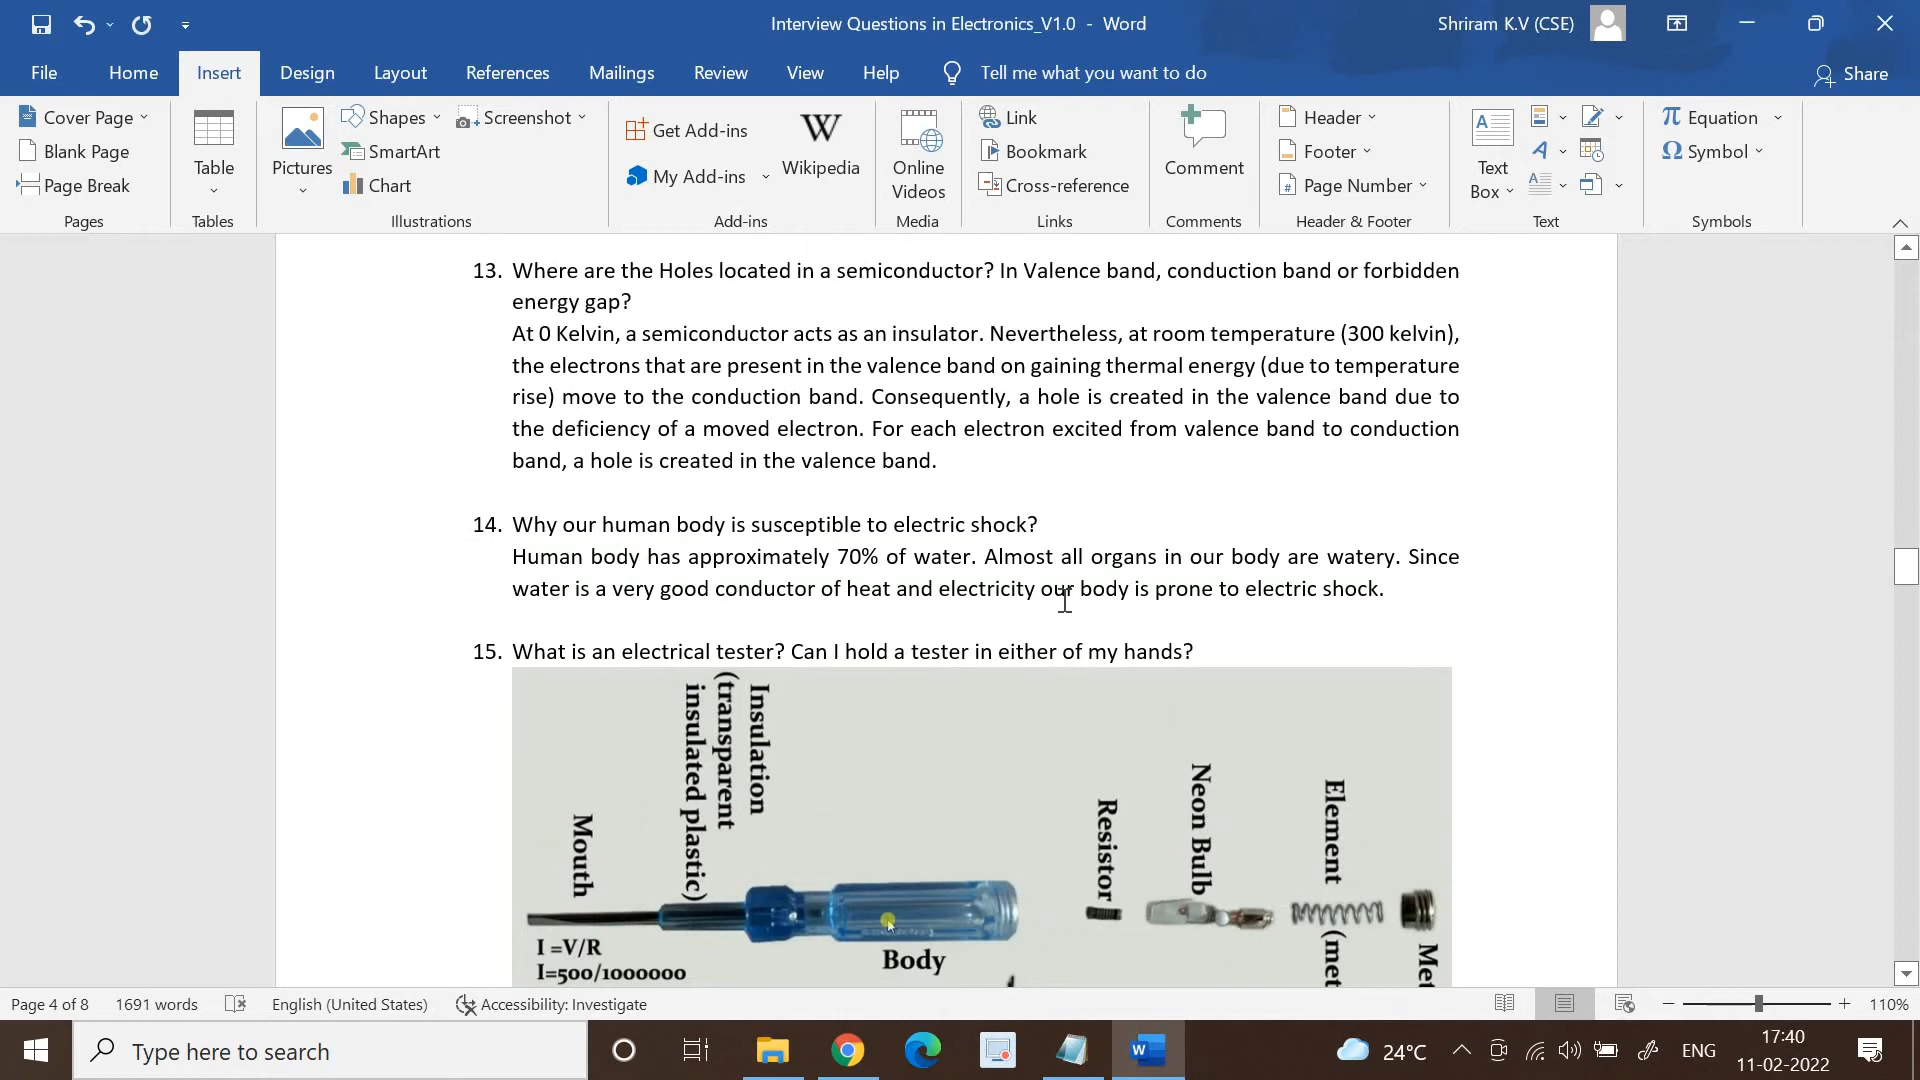 Interview Questions in Electronics_V1.0 - Word
Shriram K.V (CSE)
File Home Insert Design Layout References Mailings Review View Help Tell me what you want to do Share
Cover Page
Blank Page
Page Break
Pages
Table
Tables
Pictures
Shapes
SmartArt
Chart
Screenshot
Illustrations
Get Add-ins
My Add-ins
Wikipedia
Add-ins
Online
Videos
Media
Link
Bookmark
Cross-reference
Links
Comment
Comments
Header
Footer
Page Number
Header & Footer
Text
Box
Text
Equation
Symbol
Symbols
13. Where are the Holes located in a semiconductor? In Valence band, conduction band or forbidden
energy gap?
At 0 Kelvin, a semiconductor acts as an insulator. Nevertheless, at room temperature (300 kelvin),
the electrons that are present in the valence band on gaining thermal energy (due to temperature
rise) move to the conduction band. Consequently, a hole is created in the valence band due to
the deficiency of a moved electron. For each electron excited from valence band to conduction
band, a hole is created in the valence band.
14. Why our human body is susceptible to electric shock?
Human body has approximately 70% of water. Almost all organs in our body are watery. Since
water is a very good conductor of heat and electricity our body is prone to electric shock.
15. What is an electrical tester? Can I hold a tester in either of my hands?
Mouth
Insulation
(transparent
insulated plastic)
Resistor
Neon Bulb
Element
(met
Met
Body
I =V/R
I=500/1000000
Page 4 of 8 1691 words English (United States) Accessibility: Investigate 110%
Type here to search
24°C
ENG
17:40
11-02-2022